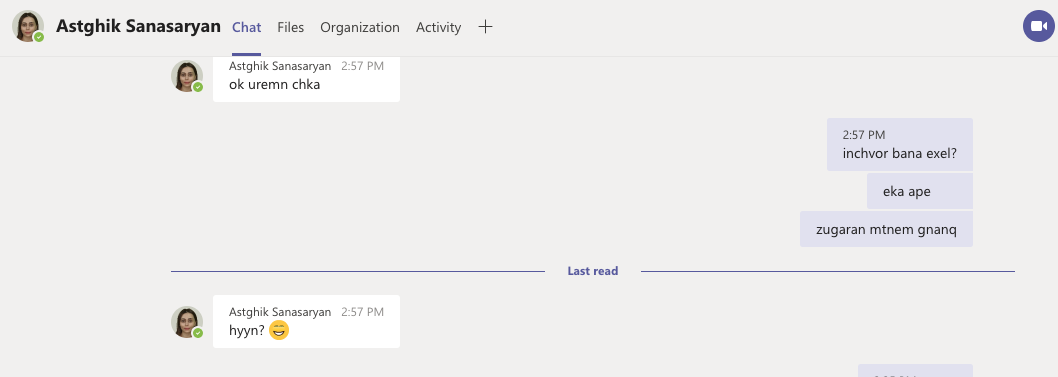 Astghik Sanasaryan Chat Files Organization Activity
Astghik Sanasaryan 2:57 PM
ok uremn chka
2:57 PM
inchvor bana exel?
eka ape
zugaran mtnem gnanq
Last read
Astghik Sanasaryan 2:57 PM
hyyn? 😄